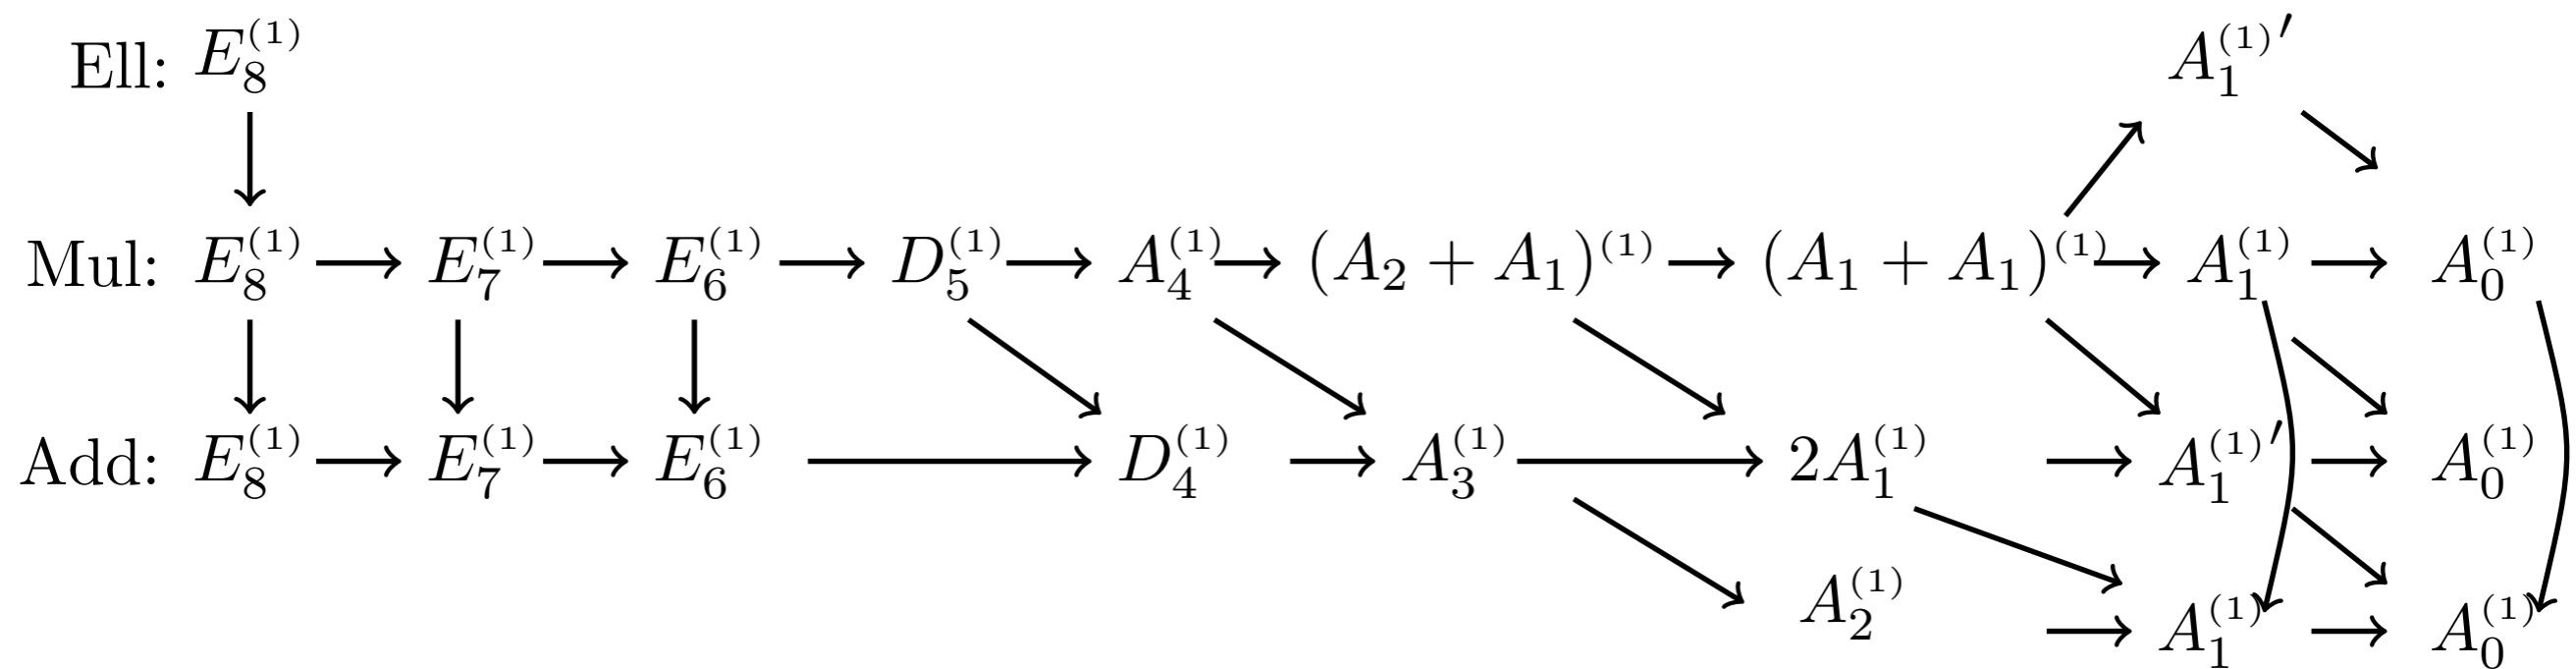 Ell: $E_8^{(1)}$ $A_1^{(1)\prime}$
Mul: $E_8^{(1)}$ → $E_7^{(1)}$ → $E_6^{(1)}$ → $D_5^{(1)}$ → $A_4^{(1)}$ → $(A_2 + A_1)^{(1)}$ → $(A_1 + A_1)^{(1)}$ → $A_1^{(1)}$ → $A_0^{(1)}$
Add: $E_8^{(1)}$ → $E_7^{(1)}$ → $E_6^{(1)}$ → $D_4^{(1)}$ → $A_3^{(1)}$ → $2A_1^{(1)}$ → $A_1^{(1)\prime}$ → $A_0^{(1)}$
$A_2^{(1)}$ → $A_1^{(1)}$ → $A_0^{(1)}$